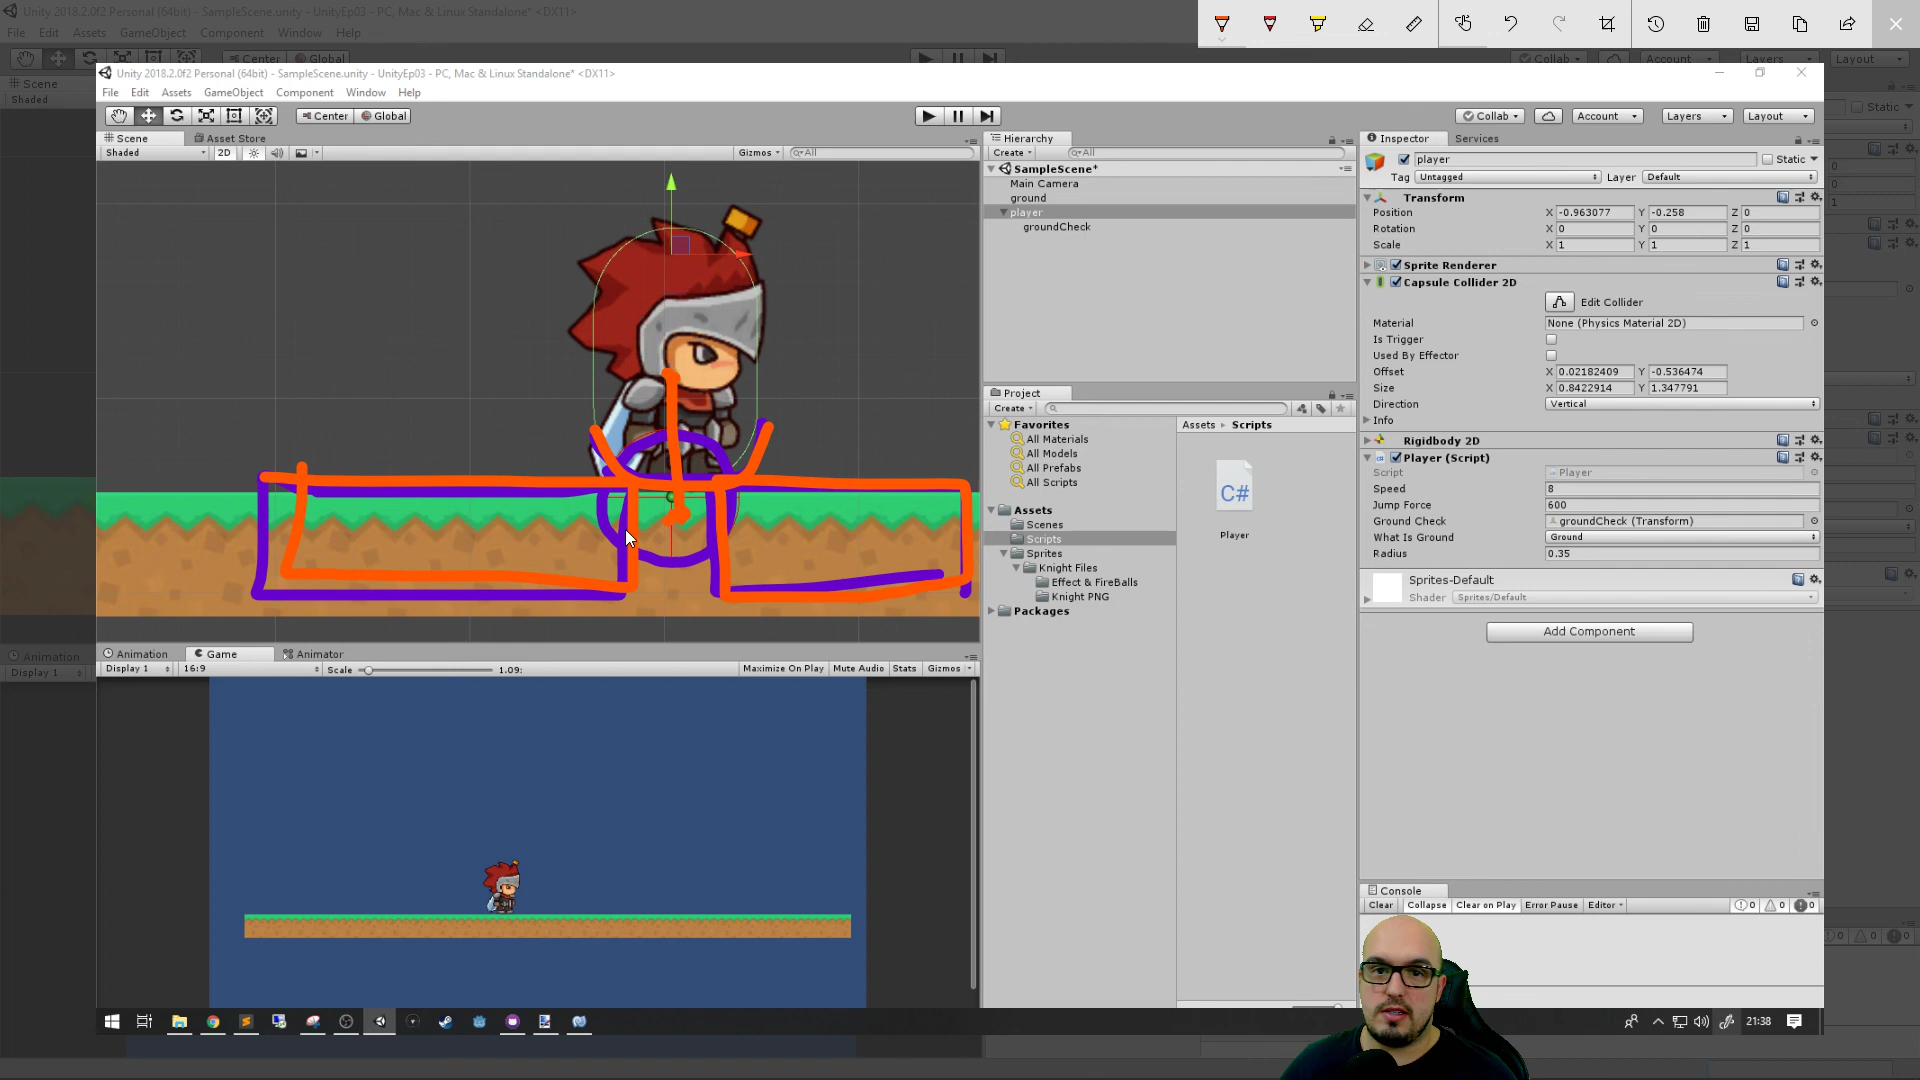 Unity 2018.2.0f2 Personal (64bit) - SampleScene.unity - UnityEp03 - PC, Mac & Linux Standalone* <DX11>
File Edit Assets GameObject Component Window Help
Center Global
Collab Account Layers Layout
Scene
Shaded
Static
Unity 2018.2.0f2 Personal (64bit) - SampleScene.unity - UnityEp03 - PC, Mac & Linux Standalone* <DX11>
File Edit Assets GameObject Component Window Help
Center Global
Collab Account Layers Layout
Scene Asset Store
Shaded 2D Gizmos All
Hierarchy
Create All
SampleScene*
Main Camera
ground
player
groundCheck
Project
Create
Favorites
All Materials
All Models
All Prefabs
All Scripts
Assets
Scenes
Scripts
Sprites
Knight Files
Effect & FireBalls
Knight PNG
Packages
Assets Scripts
C#
Player
Inspector Services
player Static
Tag Untagged Layer Default
Transform
Position X -0.963077 Y -0.258 Z 0
Rotation X 0 Y 0 Z 0
Scale X 1 Y 1 Z 1
Sprite Renderer
Capsule Collider 2D
Edit Collider
Material None (Physics Material 2D)
Is Trigger
Used By Effector
Offset X 0.02182409 Y -0.536474
Size X 0.8422914 Y 1.347791
Direction Vertical
Info
Rigidbody 2D
Player (Script)
Script Player
Speed 8
Jump Force 600
Ground Check groundCheck (Transform)
What Is Ground Ground
Radius 0.35
Sprites-Default
Shader Sprites/Default
Add Component
Animation Game Animator
Display 1 16:9 Scale 1.09: Maximize On Play Mute Audio Stats Gizmos
Animation
Display 1
Console
Clear Collapse Clear on Play Error Pause Editor 0 0 0
21:38